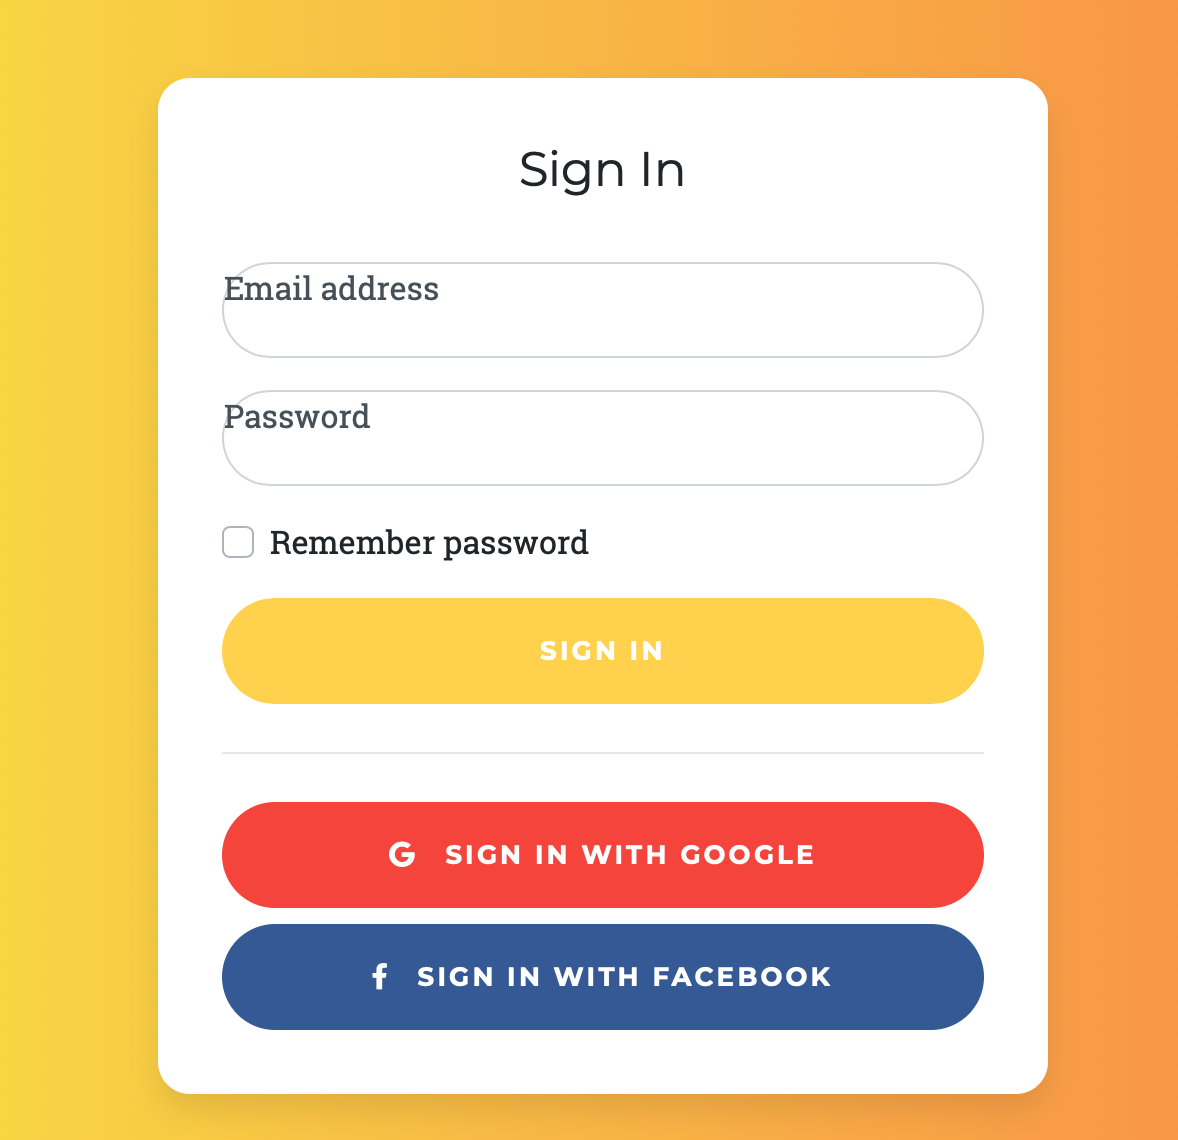 Sign In
Email address
Password
Remember password
SIGN IN
SIGN IN WITH GOOGLE
SIGN IN WITH FACEBOOK